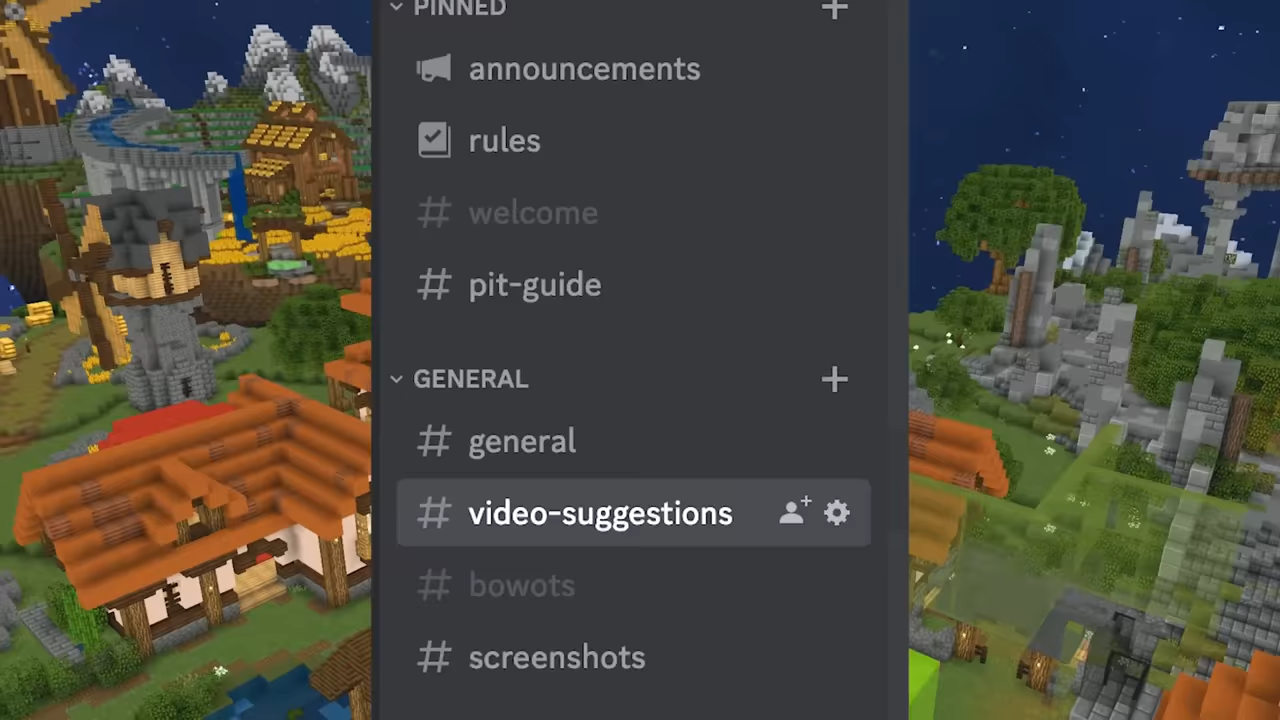 PINNED
announcements
rules
welcome
pit-guide
GENERAL
general
video-suggestions
bowots
screenshots